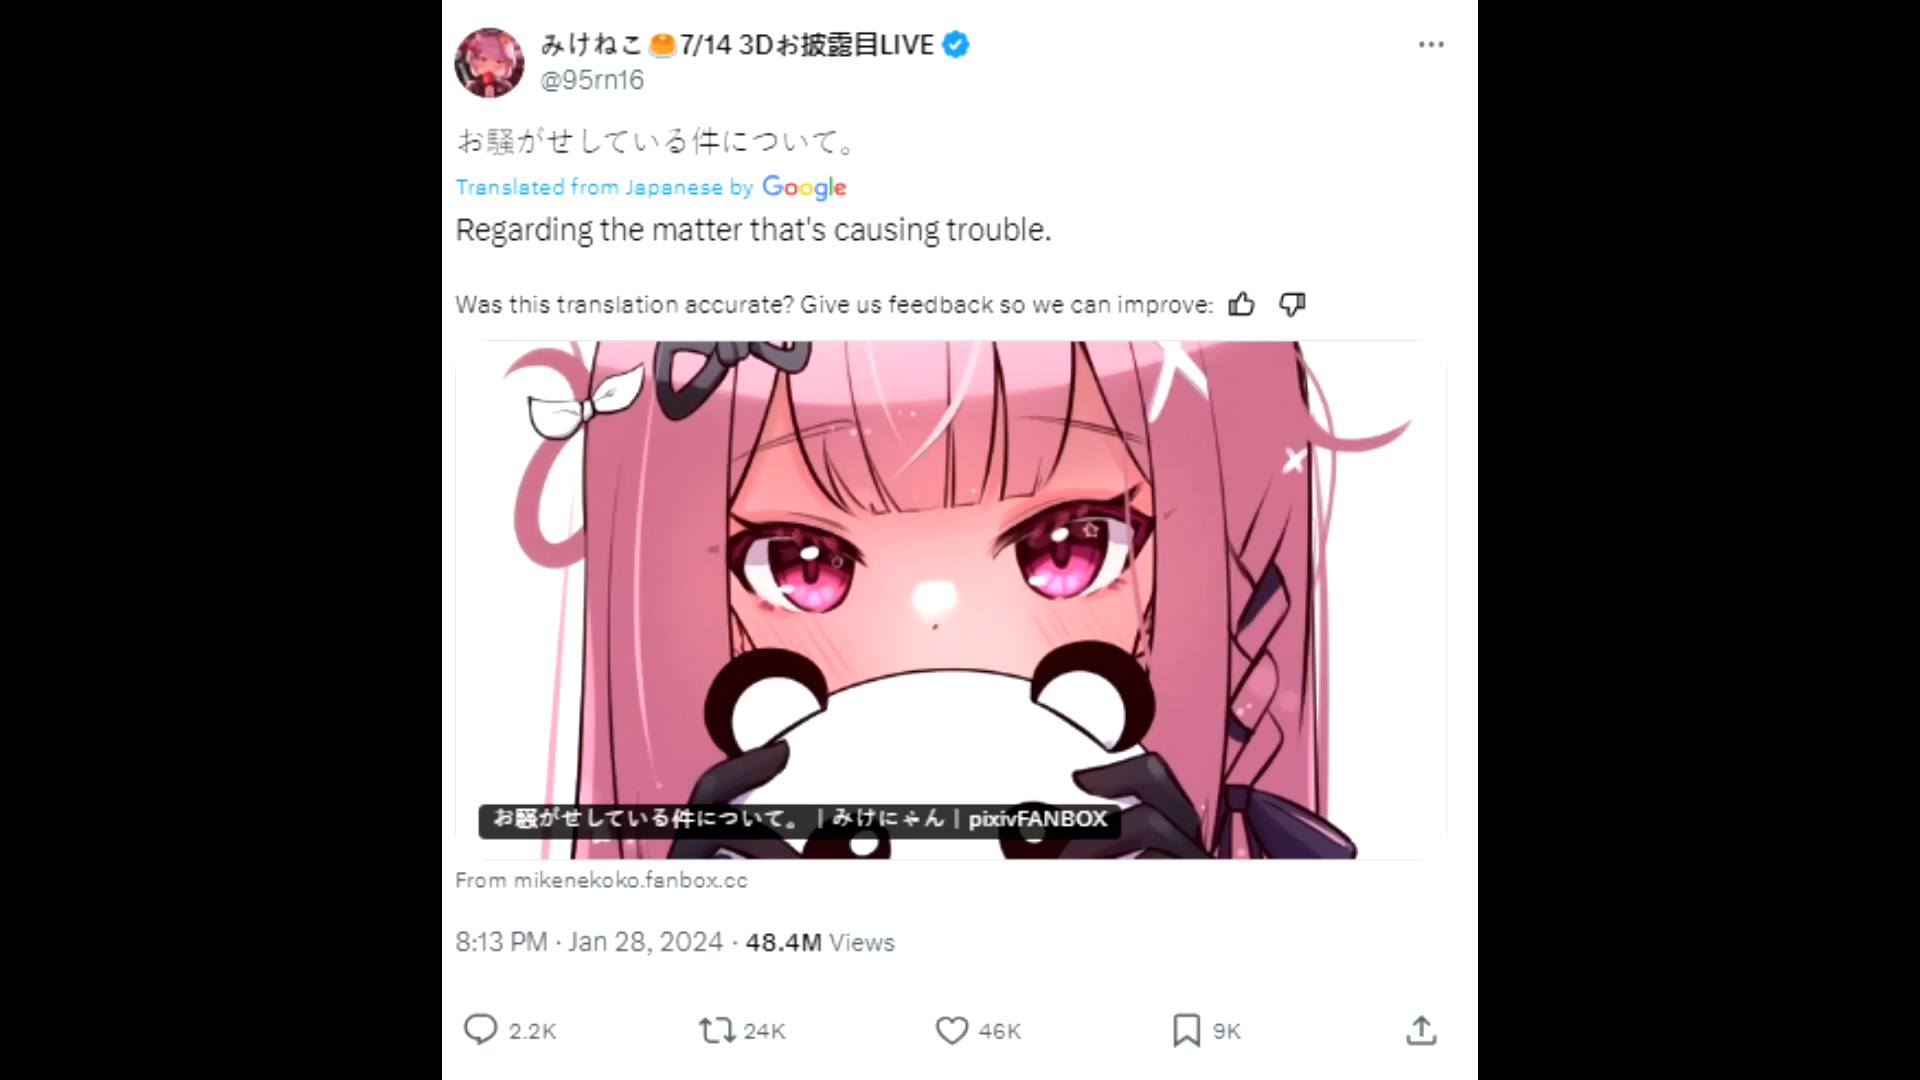 みけねこ🥞7/14 3Dお披露目LIVE
@95rn16
お騒がせしている件について。
Translated from Japanese by Google
Regarding the matter that's causing trouble.
Was this translation accurate? Give us feedback so we can improve:
お騒がせしている件について。｜みけにゃん｜pixivFANBOX
From mikenekoko.fanbox.cc
8:13 PM · Jan 28, 2024 · 48.4M Views
2.2K 24K 46K 9K